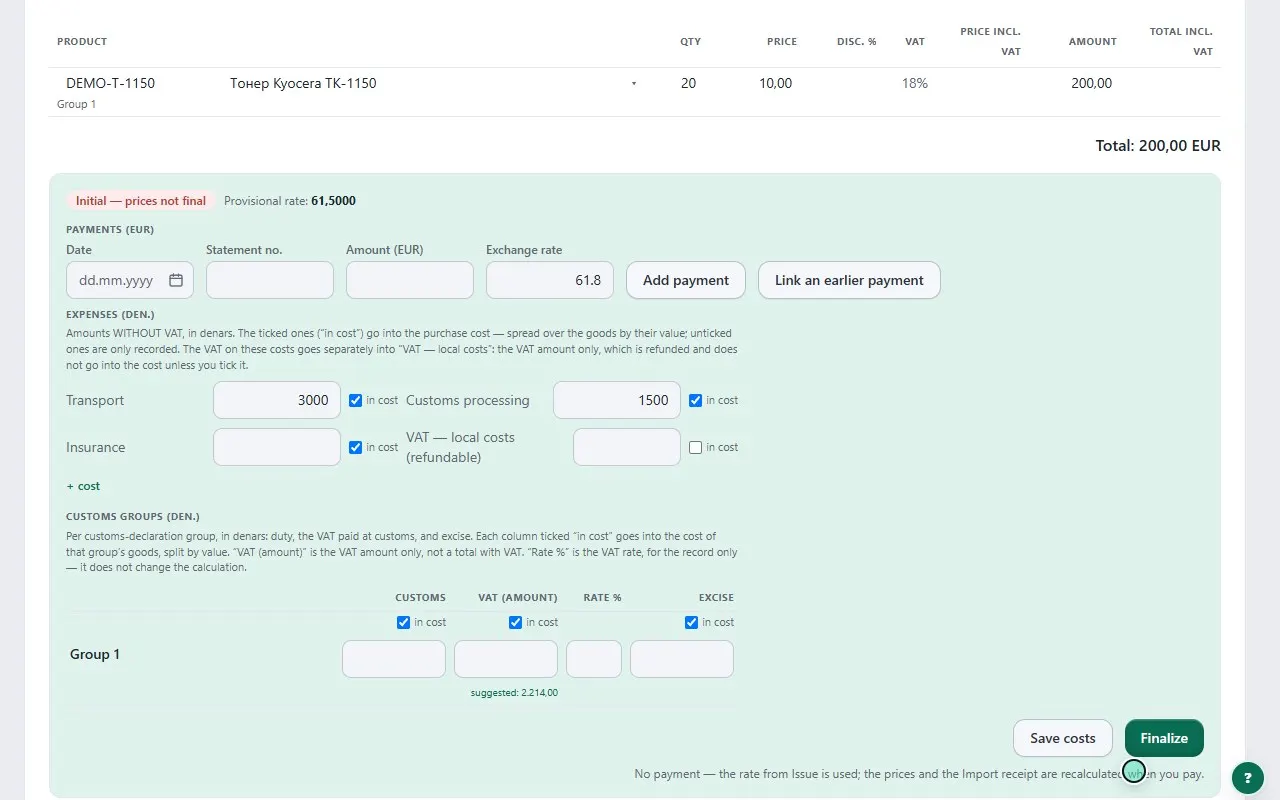 PRODUCT QTY PRICE DISC. % VAT PRICE INCL. VAT AMOUNT TOTAL INCL. VAT
DEMO-T-1150 Тонер Kyocera TK-1150 20 10,00 18% 200,00
Group 1
Total: 200,00 EUR
Initial — prices not final Provisional rate: 61,5000
PAYMENTS (EUR)
Date Statement no. Amount (EUR) Exchange rate
dd.mm.yyyy 61.8 Add payment Link an earlier payment
EXPENSES (DEN.)
Amounts WITHOUT VAT, in denars. The ticked ones ("in cost") go into the purchase cost — spread over the goods by their value; unticked
ones are only recorded. The VAT on these costs goes separately into "VAT — local costs": the VAT amount only, which is refunded and does
not go into the cost unless you tick it.
Transport 3000 in cost Customs processing 1500 in cost
Insurance in cost VAT — local costs (refundable) in cost
+ cost
CUSTOMS GROUPS (DEN.)
Per customs-declaration group, in denars: duty, the VAT paid at customs, and excise. Each column ticked "in cost" goes into the cost of
that group's goods, split by value. "VAT (amount)" is the VAT amount only, not a total with VAT. "Rate %" is the VAT rate, for the record only
— it does not change the calculation.
CUSTOMS VAT (AMOUNT) RATE % EXCISE
in cost in cost in cost
Group 1
suggested: 2.214,00
Save costs Finalize
No payment — the rate from Issue is used; the prices and the Import receipt are recalculated when you pay.
?